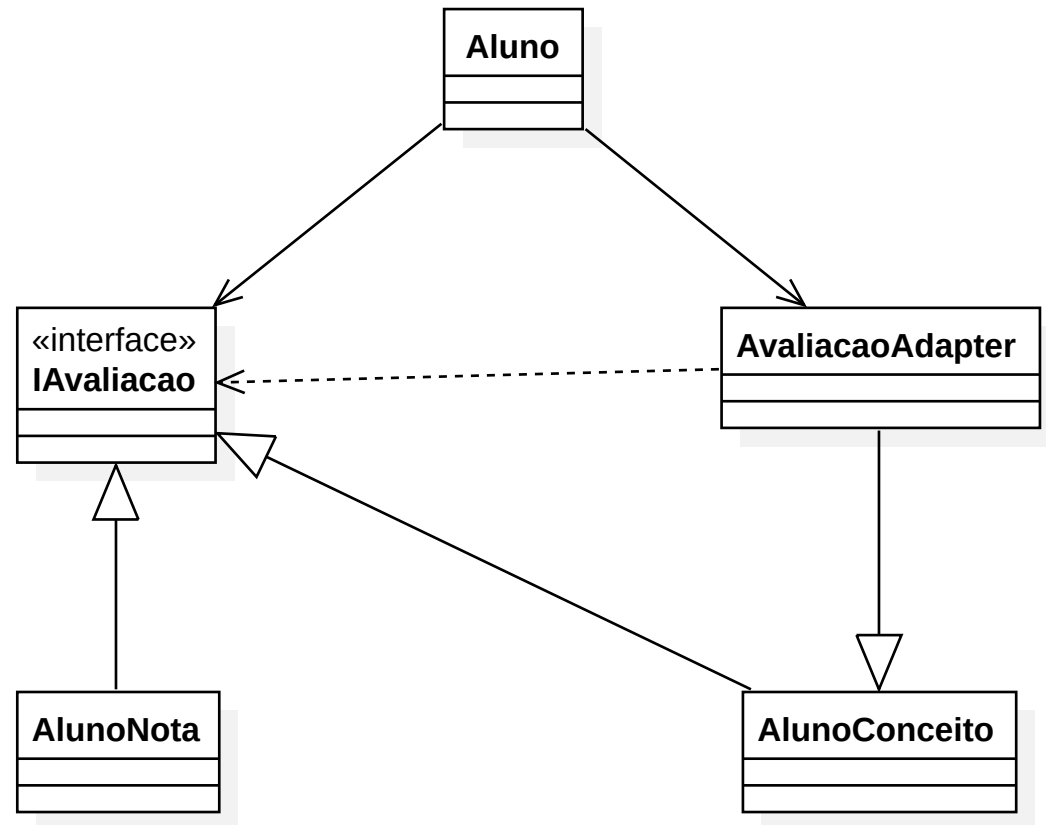 Aluno
«interface»
IAvaliacao
AvaliacaoAdapter
AlunoNota
AlunoConceito